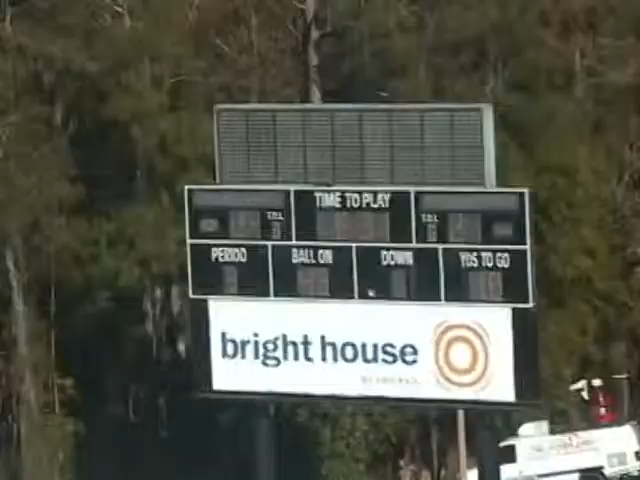 TIME TO PLAY
T.O.L T.O.L
PERIOD BALL ON DOWN YDS TO GO
bright house